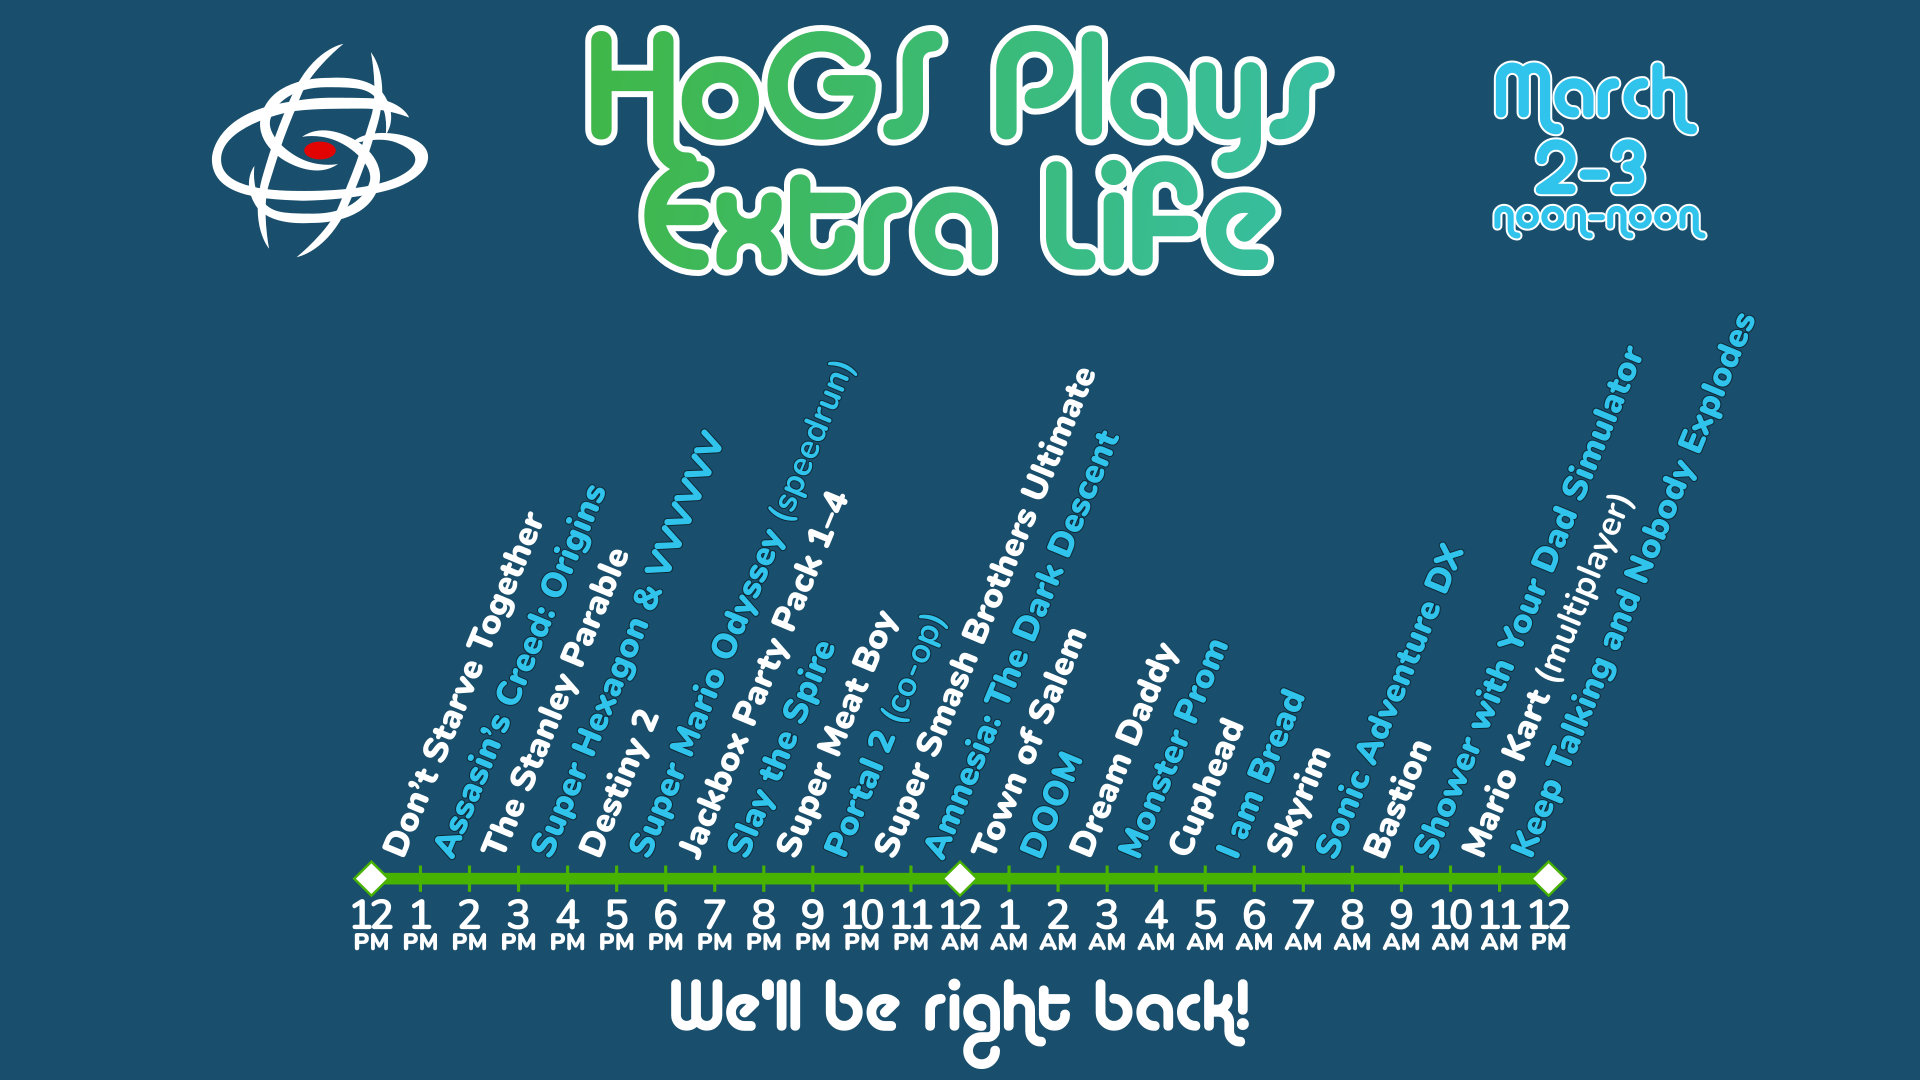 HoGS Plays
Extra Life
March
2-3
noon-noon
Don't Starve Together
Assasin's Creed: Origins
The Stanley Parable
Super Hexagon & VVVVVV
Destiny 2
Super Mario Odyssey (speedrun)
Jackbox Party Pack 1–4
Slay the Spire
Super Meat Boy
Portal 2 (co-op)
Super Smash Brothers Ultimate
Amnesia: The Dark Descent
Town of Salem
DOOM
Dream Daddy
Monster Prom
Cuphead
I am Bread
Skyrim
Sonic Adventure DX
Bastion
Shower with Your Dad Simulator
Mario Kart (multiplayer)
Keep Talking and Nobody Explodes
12 1 2 3 4 5 6 7 8 9 10 11 12 1 2 3 4 5 6 7 8 9 10 11 12
PM PM PM PM PM PM PM PM PM PM PM PM AM AM AM AM AM AM AM AM AM AM AM AM PM
We'll be right back!